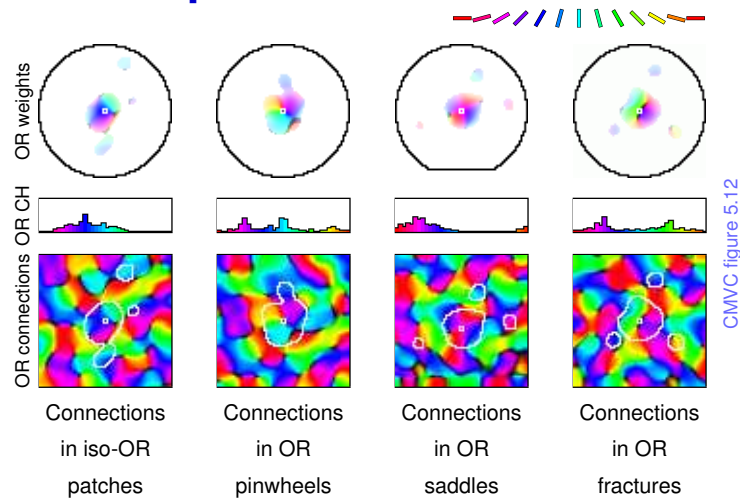 OR weights
OR CH
OR connections
Connections
in iso-OR
patches
Connections
in OR
pinwheels
Connections
in OR
saddles
Connections
in OR
fractures
CMVC figure 5.12